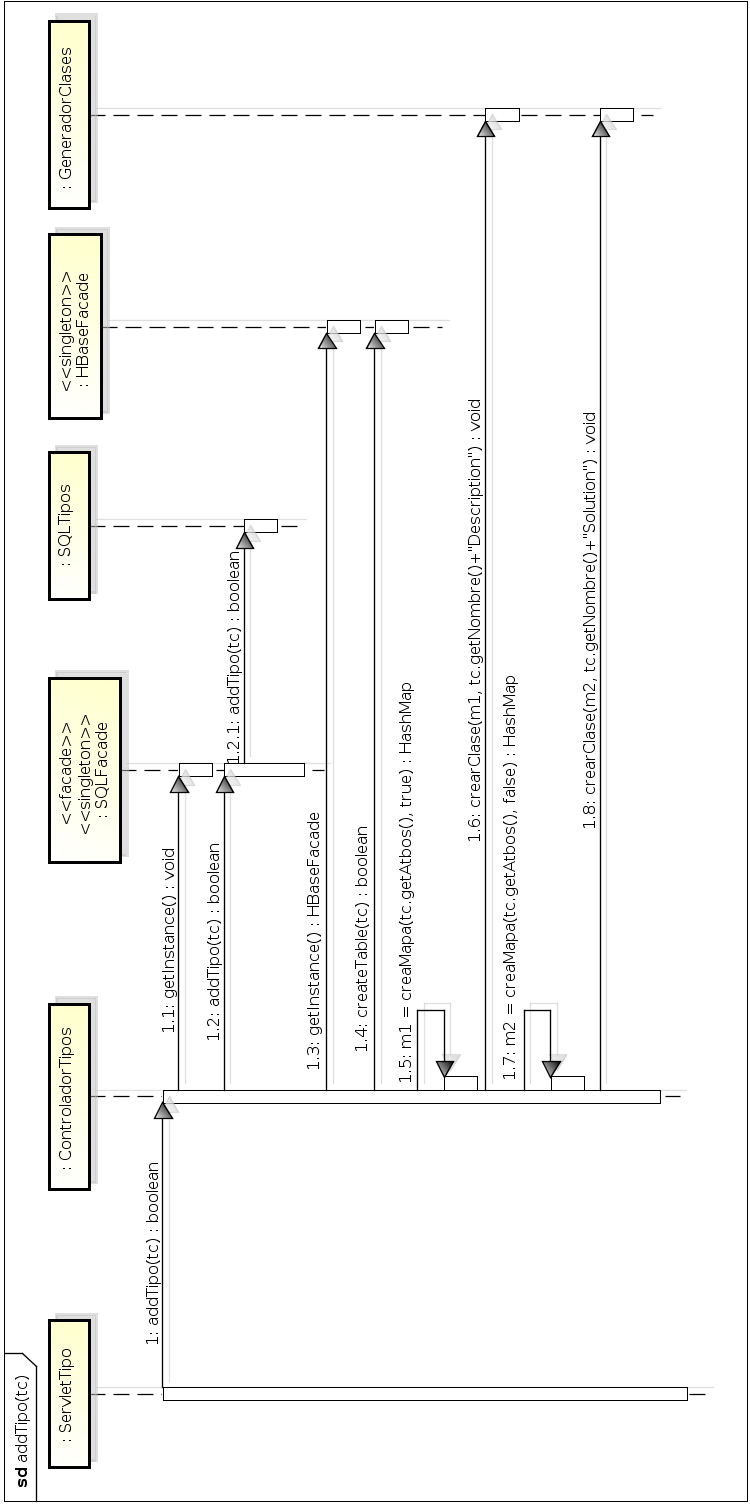 sd addTipo(tc)
: ServletTipo
: ControladorTipos
<<facade>>
<<singleton>>
: SQLFacade
: SQLTipos
<<singleton>>
: HBaseFacade
: GeneradorClases
1: addTipo(tc) : boolean
1.1: getInstance() : void
1.2: addTipo(tc) : boolean
1.2.1: addTipo(tc) : boolean
1.3: getInstance() : HBaseFacade
1.4: createTable(tc) : boolean
1.5: m1 = creaMapa(tc.getAtbos(), true) : HashMap
1.6: crearClase(m1, tc.getNombre()+"Description") : void
1.7: m2 = creaMapa(tc.getAtbos(), false) : HashMap
1.8: crearClase(m2, tc.getNombre()+"Solution") : void